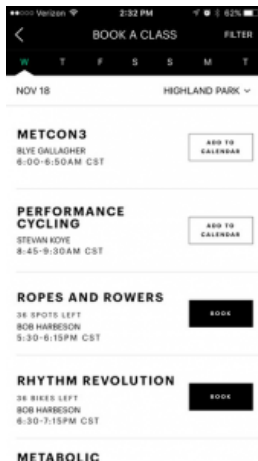 Verizon 2:32 PM 62%
BOOK A CLASS FILTER
W T F S S M T
NOV 18 HIGHLAND PARK
METCON3
BLYE GALLAGHER
6:00-6:50AM CST
ADD TO
CALENDAR
PERFORMANCE
CYCLING
STEVAN KOYE
8:45-9:30AM CST
ADD TO
CALENDAR
ROPES AND ROWERS
36 SPOTS LEFT
BOB HARBESON
5:30-6:15PM CST
BOOK
RHYTHM REVOLUTION
36 BIKES LEFT
BOB HARBESON
6:30-7:15PM CST
BOOK
METABOLIC